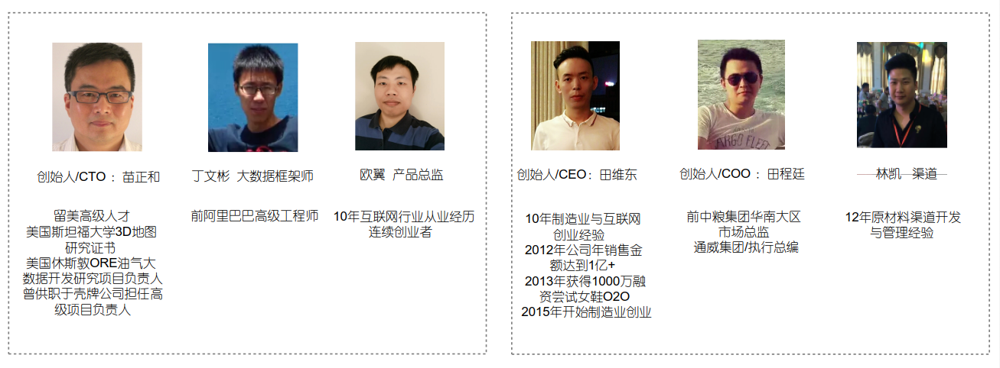 创始人/CTO ：苗正和
留美高级人才
美国斯坦福大学3D地图
研究证书
美国休斯敦ORE油气大
数据开发研究项目负责人
曾供职于壳牌公司担任高
级项目负责人
丁文彬 大数据框架师
前阿里巴巴高级工程师
欧翼 产品总监
10年互联网行业从业经历
连续创业者
创始人/CEO：田维东
10年制造业与互联网
创业经验
2012年公司年销售金
额达到1亿+
2013年获得1000万融
资尝试女鞋O2O
2015年开始制造业创业
ARGO FLEET
创始人/COO ：田程廷
前中粮集团华南大区
市场总监
通威集团/执行总编
林凯 渠道
12年原材料渠道开发
与管理经验